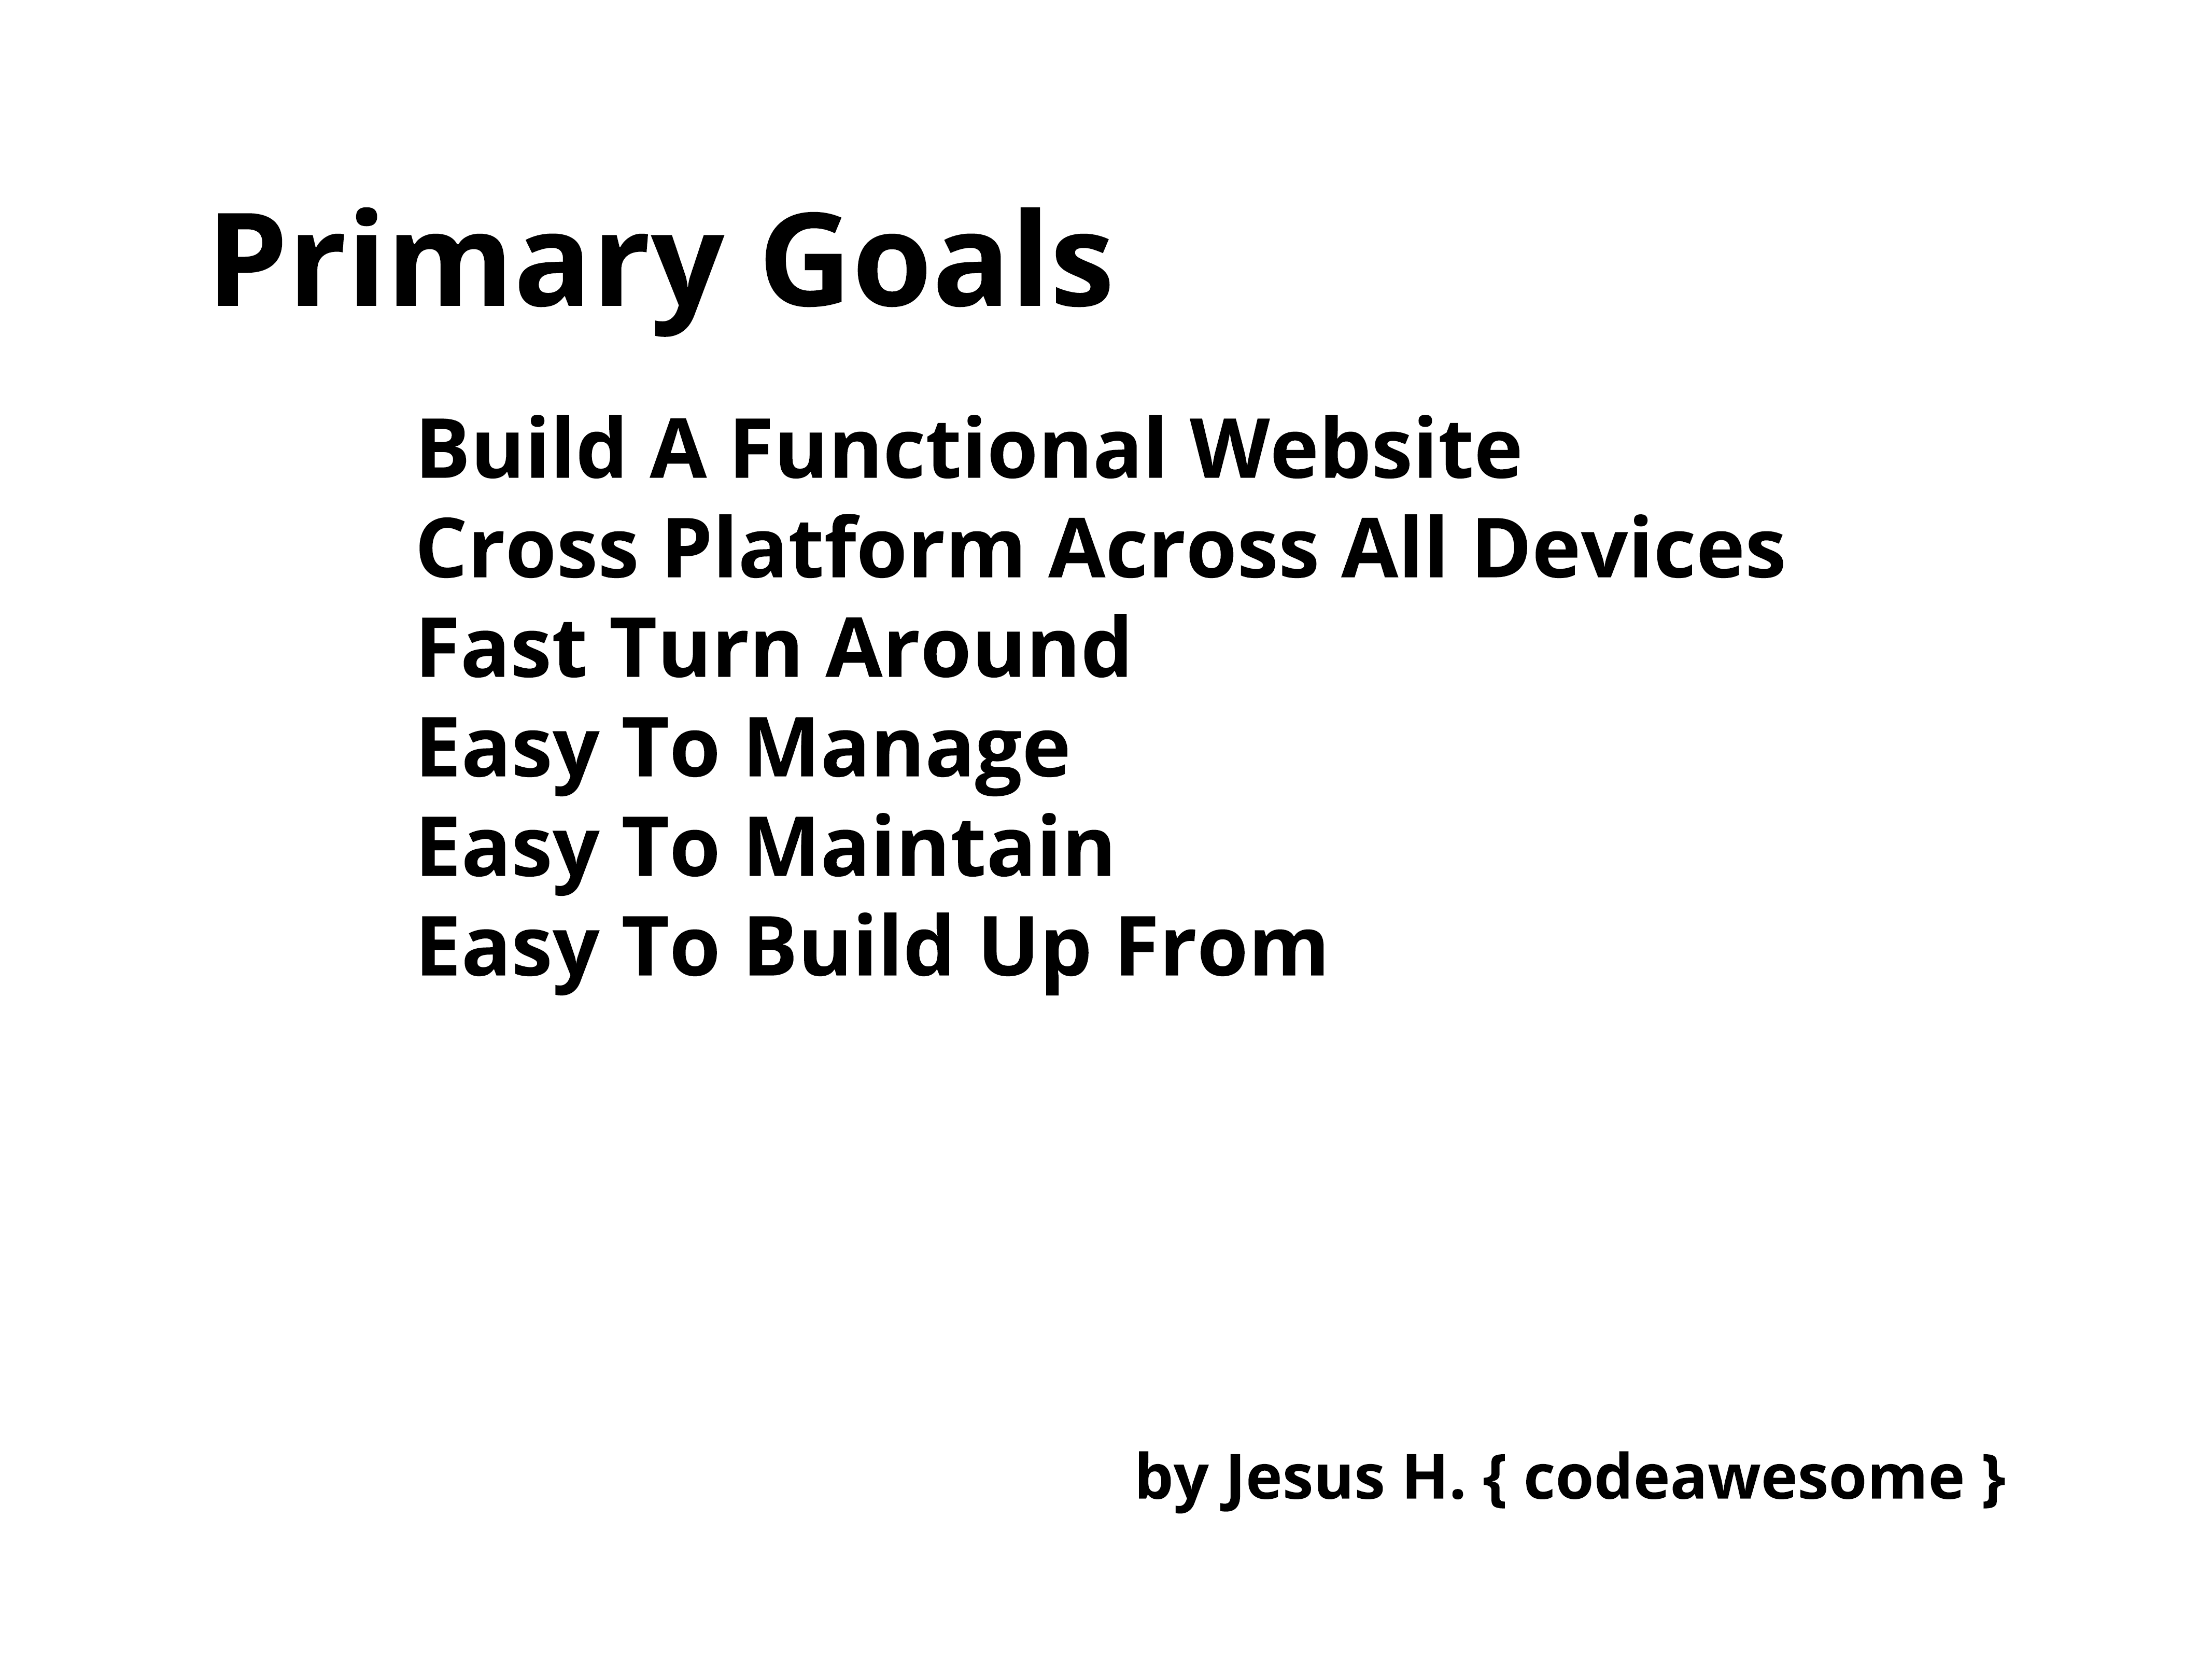 Primary Goals
Build A Functional Website
Cross Platform Across All Devices
Fast Turn Around
Easy To Manage
Easy To Maintain
Easy To Build Up From
by Jesus H. { codeawesome }